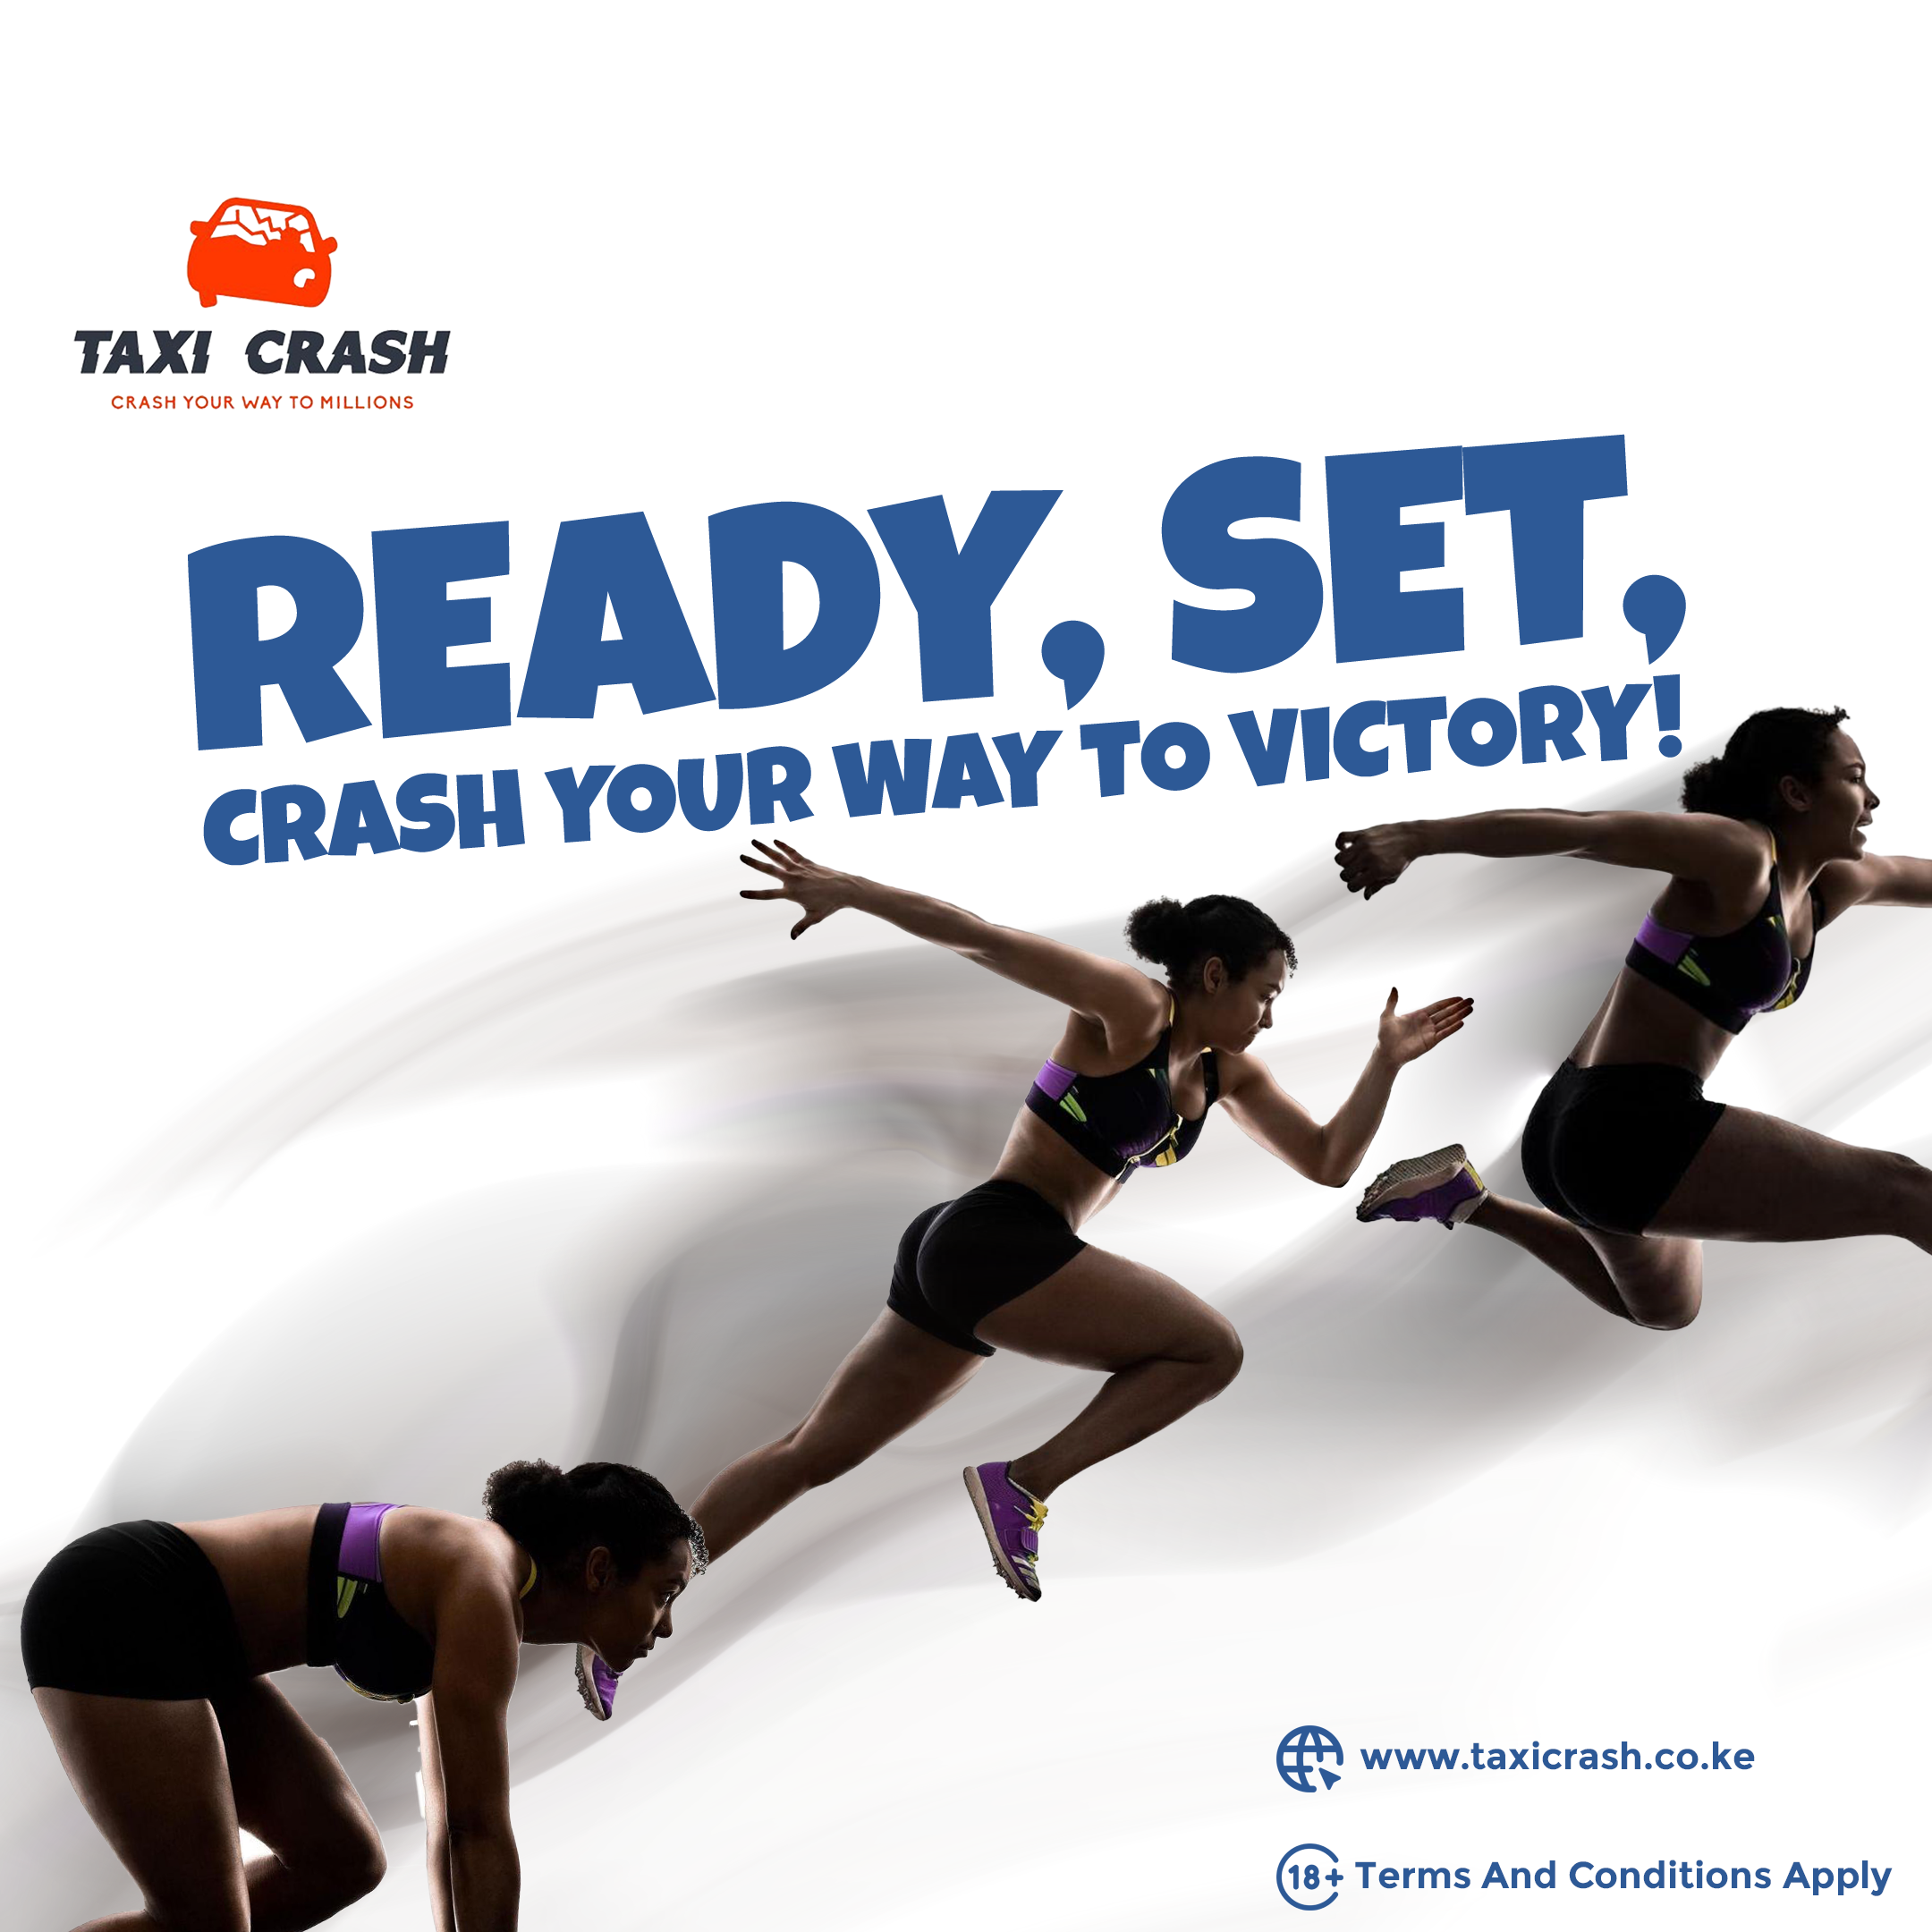 TAXI CRASH
CRASH YOUR WAY TO MILLIONS
READY, SET,
CRASH YOUR WAY TO VICTORY!
www.taxicrash.co.ke
18+ Terms And Conditions Apply